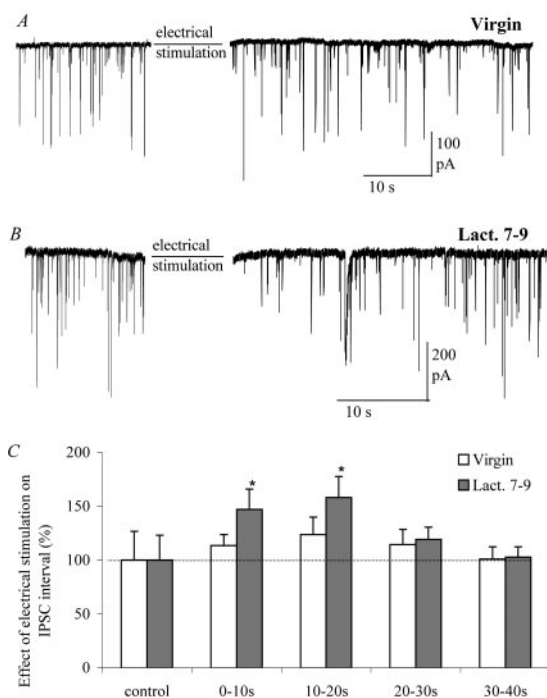 A
electrical
stimulation
Virgin
100
pA
10 s
B
electrical
stimulation
Lact. 7-9
200
pA
10 s
C
Effect of electrical stimulation on
IPSC interval (%)
200
150
100
50
0
Virgin
Lact. 7-9
*
*
control
0-10s
10-20s
20-30s
30-40s